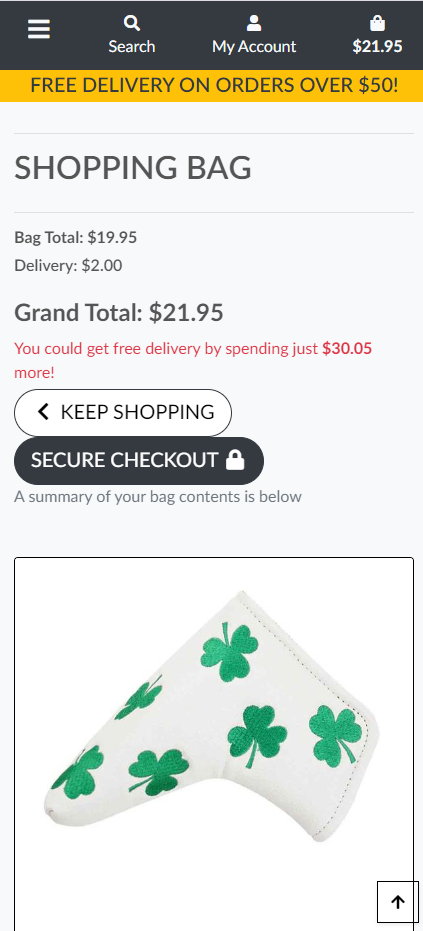 Search
My Account
$21.95
FREE DELIVERY ON ORDERS OVER $50!
SHOPPING BAG
Bag Total: $19.95
Delivery: $2.00
Grand Total: $21.95
You could get free delivery by spending just $30.05
more!
KEEP SHOPPING
SECURE CHECKOUT
A summary of your bag contents is below